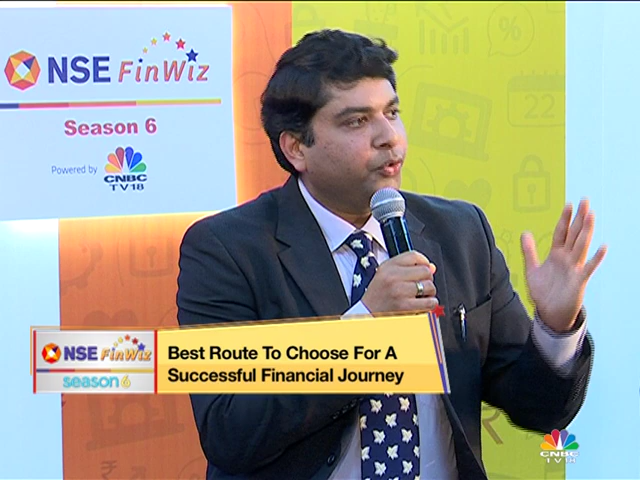 NSE FinWiz
Season 6
Powered by
CNBC
TV18
%
22
NSE FinWiz
season 6
Best Route To Choose For A
Successful Financial Journey
₹
R
CNBC
TV18